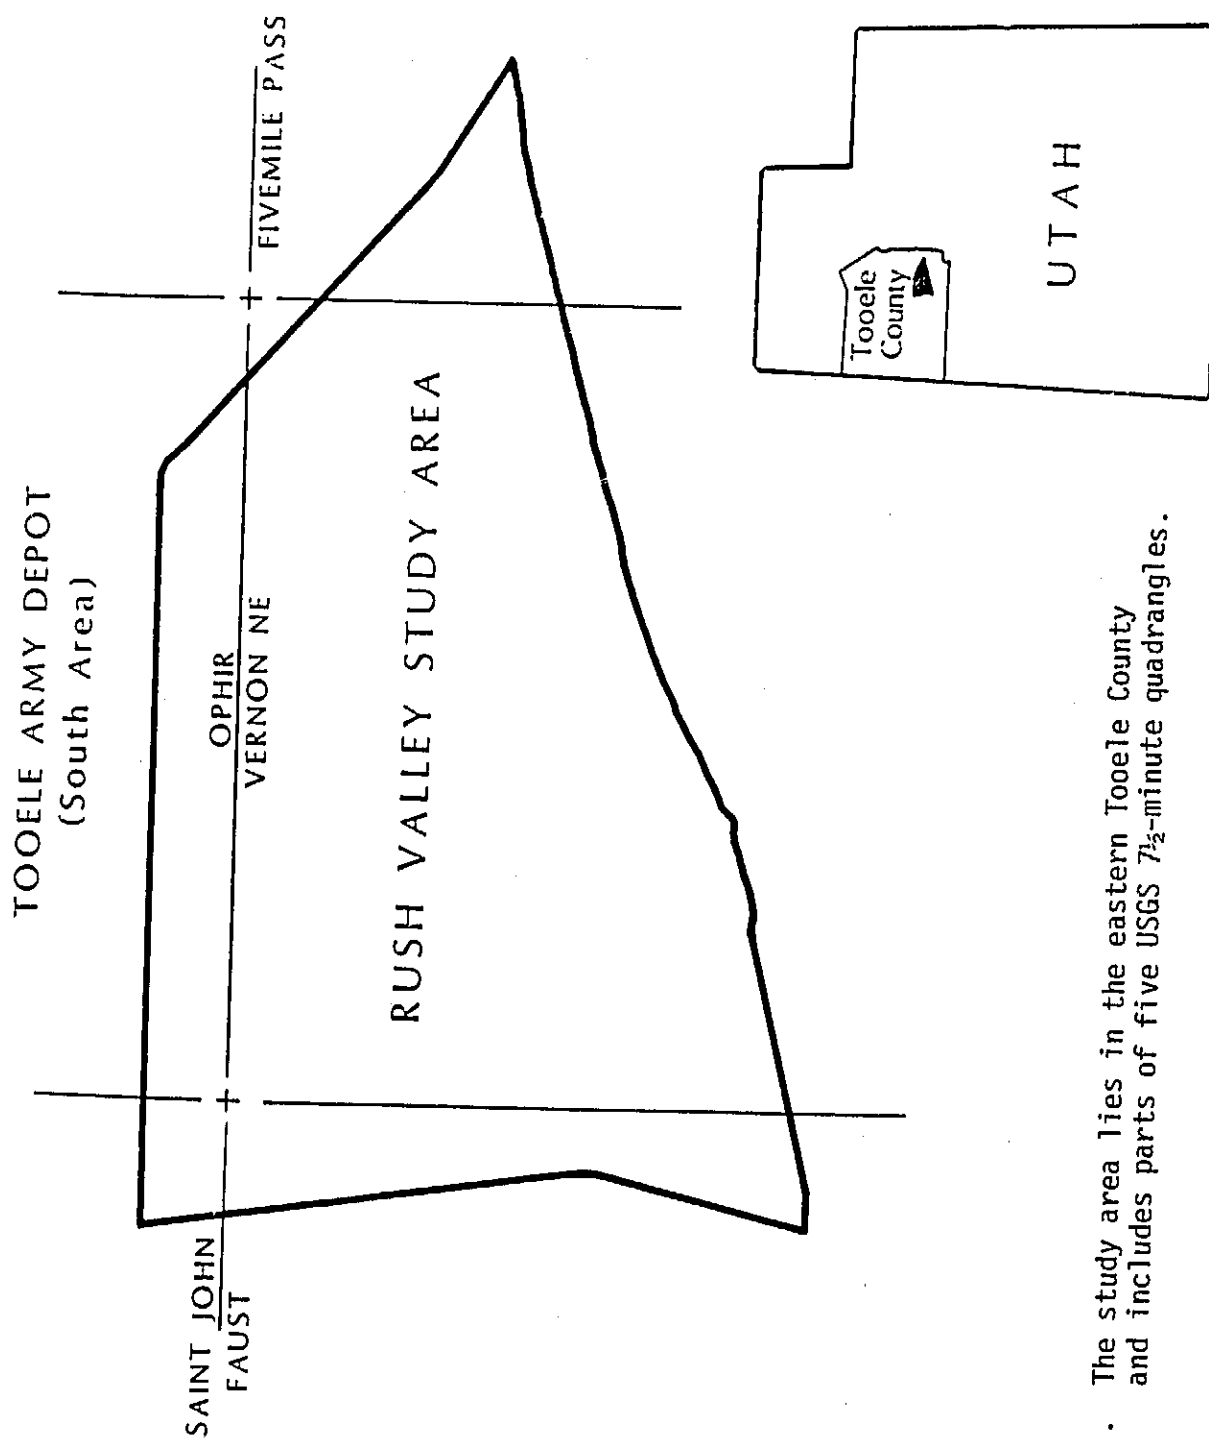 TOOELE ARMY DEPOT
(South Area)
SAINT JOHN
FAUST
OPHIR
VERNON NE
FIVEMILE PASS
RUSH VALLEY STUDY AREA
Tooele
County
UTAH
. The study area lies in the eastern Tooele County
and includes parts of five USGS 7½-minute quadrangles.